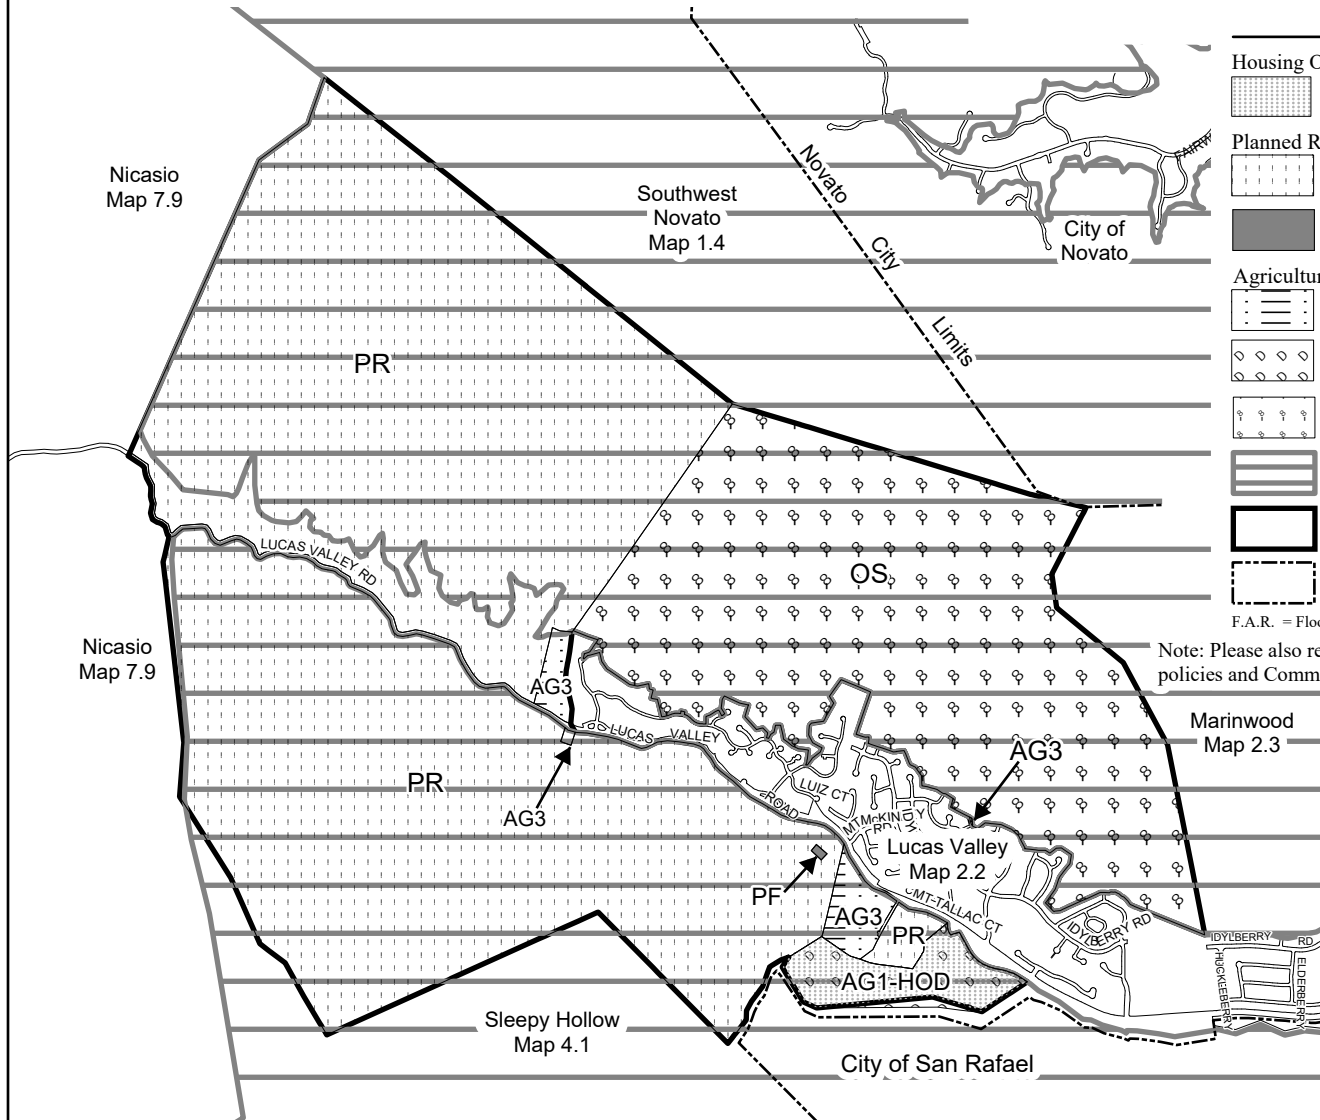 Housing O
Planned R
Agricultur
F.A.R. = Floo
Note: Please also re
policies and Comm
Nicasio
Map 7.9
Southwest
Novato
Map 1.4
Novato
City
Limits
City of
Novato
FAIRW
PR
OS
LUCAS VALLEY RD
Nicasio
Map 7.9
AG3
LUCAS VALLEY
ROAD
Marinwood
Map 2.3
AG3
PR
AG3
LUIZ CT
Lucas Valley
Map 2.2
PF
MT-TALLAC CT
AG3
PR
IDYLBERRY RD
IDYLBERRY RD
HUCKLEBERRY
ELDERBERRY
AG1-HOD
Sleepy Hollow
Map 4.1
City of San Rafael